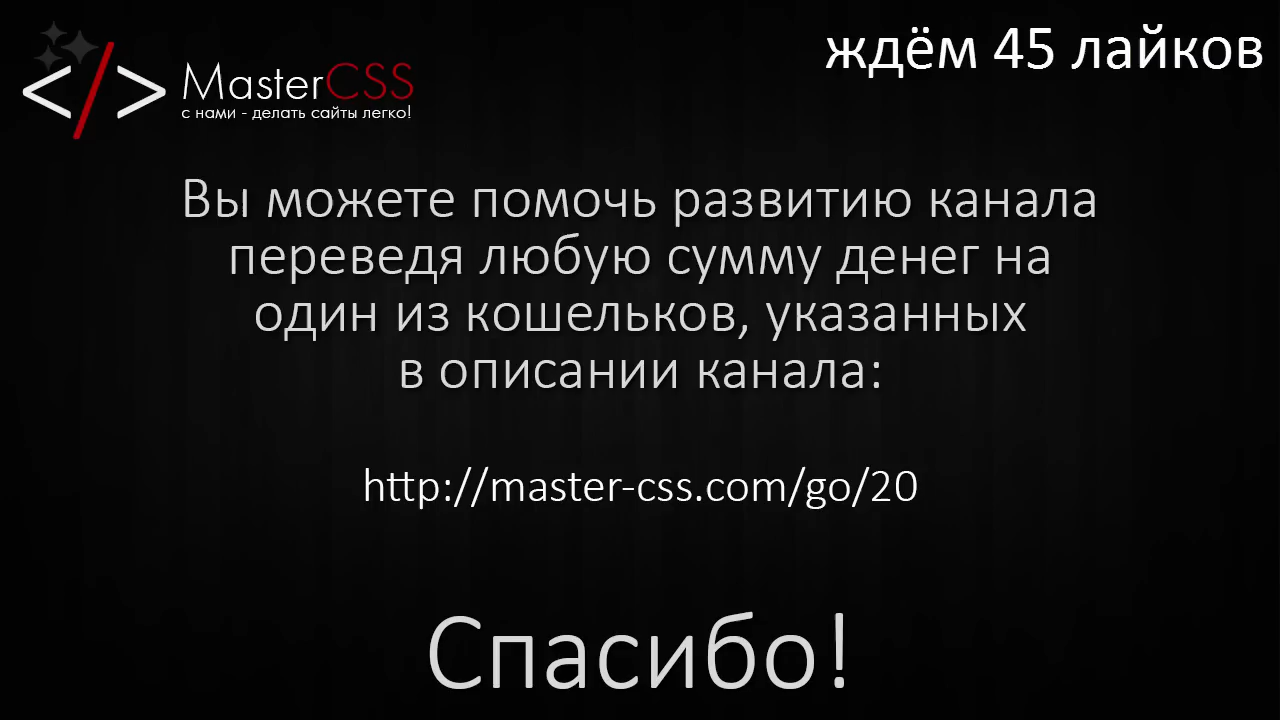 ждём 45 лайков
</> MasterCSS
с нами - делать сайты легко!
Вы можете помочь развитию канала
переведя любую сумму денег на
один из кошельков, указанных
в описании канала:
http://master-css.com/go/20
Спасибо!